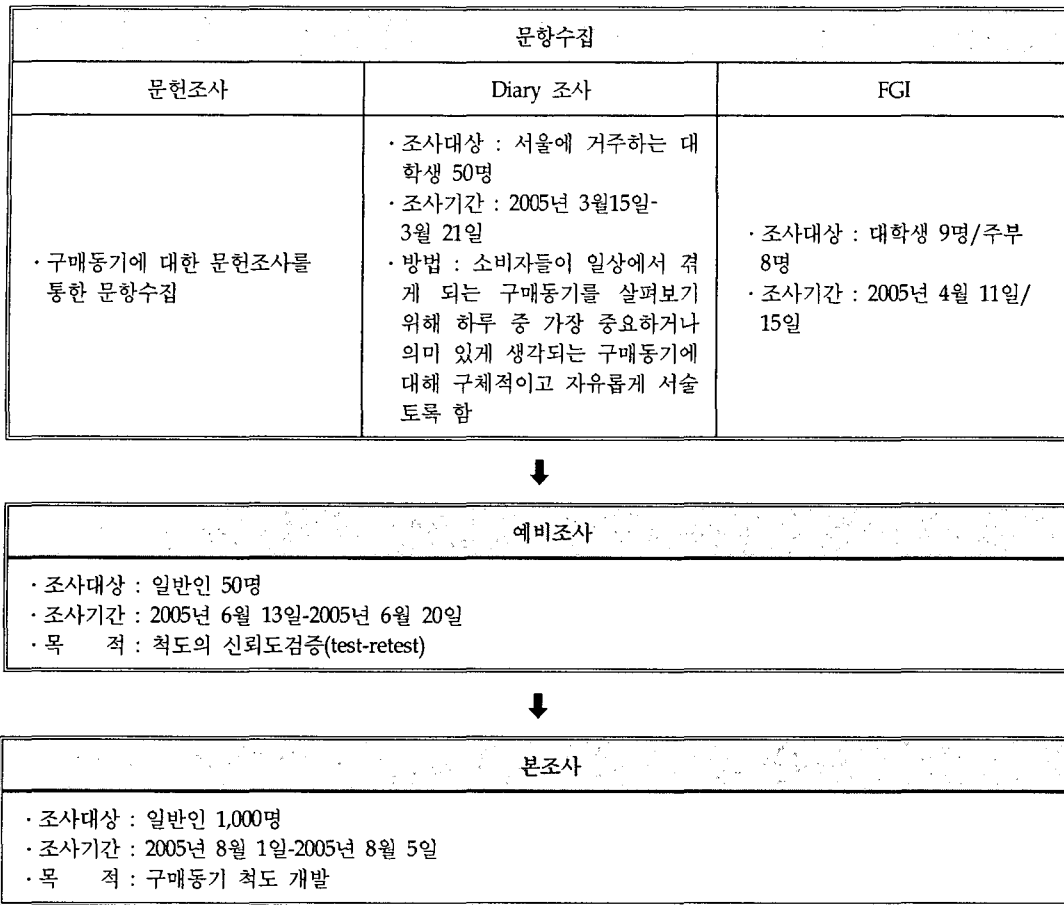 문항수집
문헌조사
Diary 조사
FGI
· 구매동기에 대한 문헌조사를
통한 문항수집
· 조사대상 : 서울에 거주하는 대
학생 50명
· 조사기간 : 2005년 3월15일-
3월 21일
· 방법 : 소비자들이 일상에서 겪
게 되는 구매동기를 살펴보기
위해 하루 중 가장 중요하거나
의미 있게 생각되는 구매동기에
대해 구체적이고 자유롭게 서술
토록 함
· 조사대상 : 대학생 9명/주부
8명
· 조사기간 : 2005년 4월 11일/
15일
예비조사
· 조사대상 : 일반인 50명
· 조사기간 : 2005년 6월 13일-2005년 6월 20일
· 목 적 : 척도의 신뢰도검증(test-retest)
본조사
· 조사대상 : 일반인 1,000명
· 조사기간 : 2005년 8월 1일-2005년 8월 5일
· 목 적 : 구매동기 척도 개발